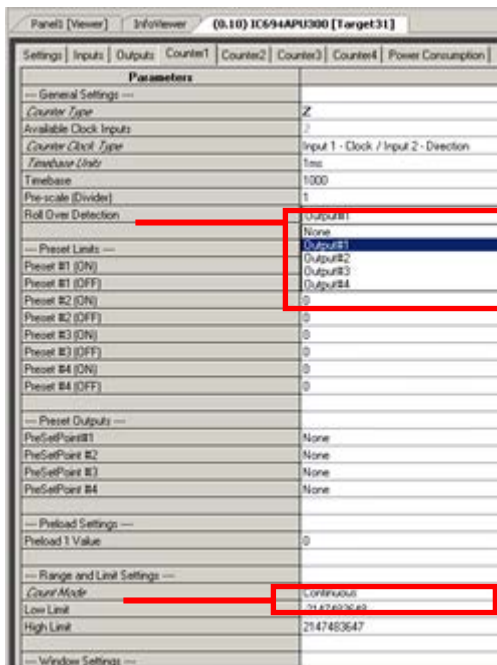 Panel1 [Viewer] InfoViewer (0.10) IC694APU300 [Target31]
Settings Inputs Outputs Counter1 Counter2 Counter3 Counter4 Power Consumption
Parameters
--- General Settings ---
Counter Type Z
Available Clock Inputs 2
Counter Clock Type Input 1 - Clock / Input 2 - Direction
Timebase Units 1ms
Timebase 1000
Pre-scale (Divider) 1
Roll Over Detection Output#1
None
Output#1
--- Preset Limits ---
Output#2
Preset #1 (ON) Output#3
Preset #1 (OFF) Output#4
Preset #2 (ON) 0
Preset #2 (OFF) 0
Preset #3 (ON) 0
Preset #3 (OFF) 0
Preset #4 (ON) 0
Preset #4 (OFF) 0
--- Preset Outputs ---
PreSetPoint#1 None
PreSetPoint #2 None
PreSetPoint #3 None
PreSetPoint #4 None
--- Preload Settings ---
Preload 1 Value 0
--- Range and Limit Settings ---
Count Mode Continuous
Low Limit -2147483648
High Limit 2147483647
--- Window Settings ---